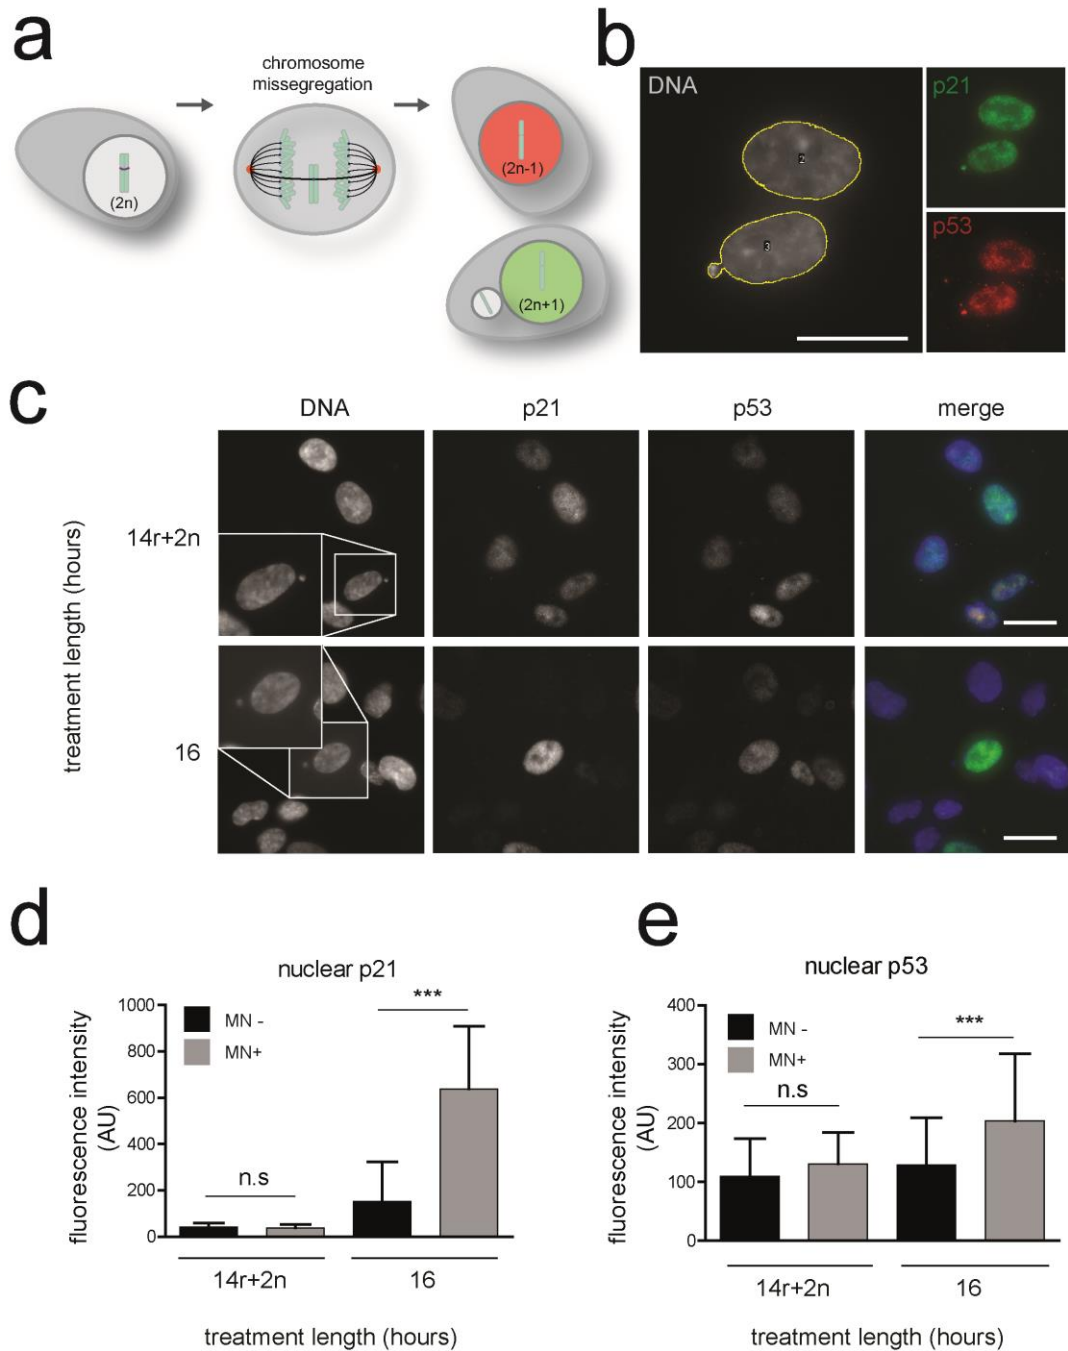 a
chromosome
missegregation
(2n)
(2n-1)
(2n+1)
b
DNA
2
3
p21
p53
c
DNA
p21
p53
merge
treatment length (hours)
14r+2n
16
d
nuclear p21
fluorescence intensity
(AU)
1000
800
600
400
200
0
MN -
MN+
n.s
***
14r+2n
16
treatment length (hours)
e
nuclear p53
fluorescence intensity
(AU)
400
300
200
100
0
MN -
MN+
n.s
***
14r+2n
16
treatment length (hours)